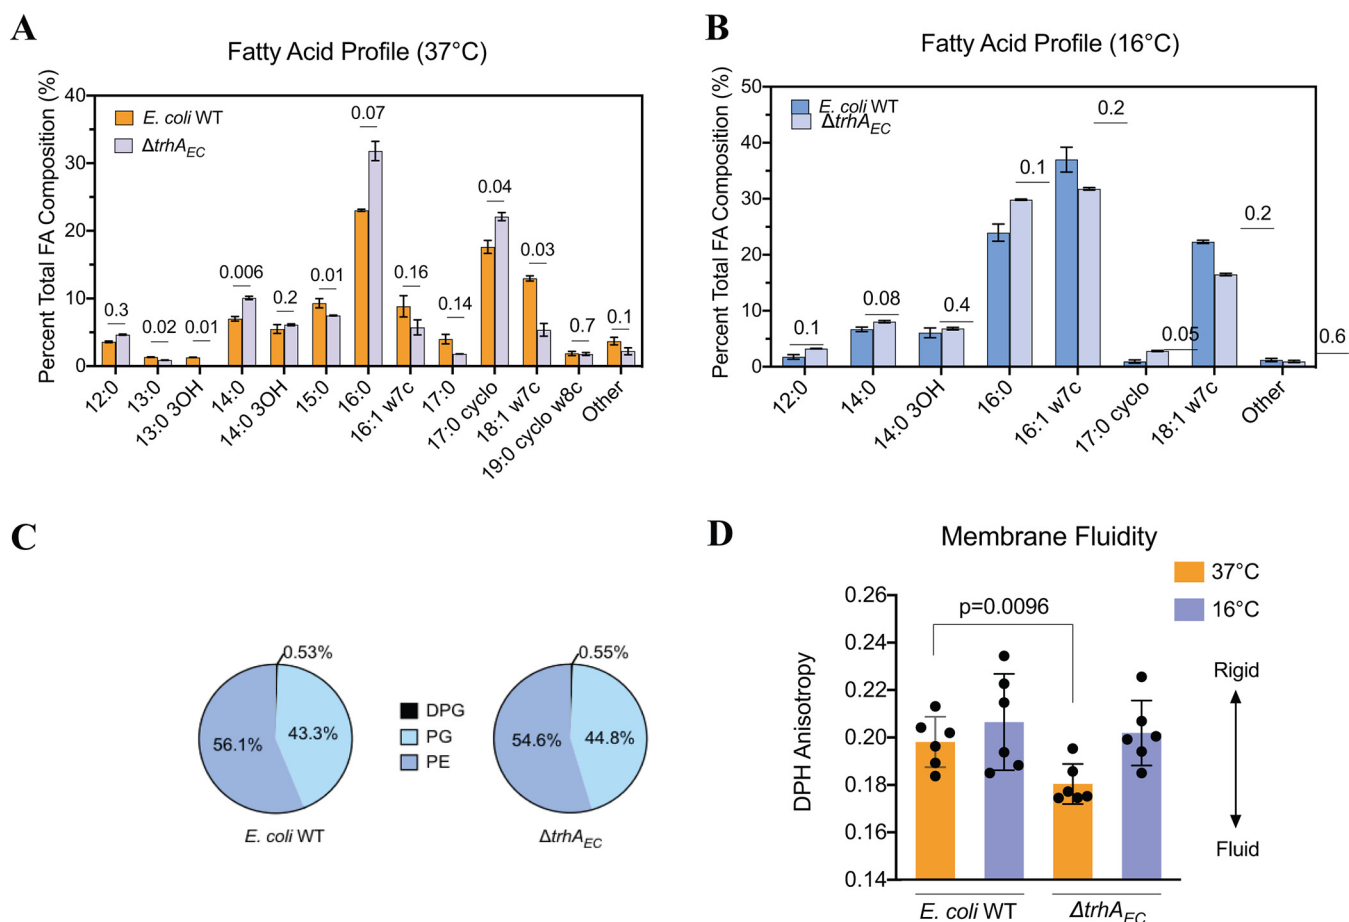 A
Fatty Acid Profile (37°C)
Percent Total FA Composition (%)
40
30
20
10
0
E. coli WT
ΔtrhA_EC
0.3
0.02
0.01
0.006
0.2
0.01
0.07
0.16
0.14
0.04
0.03
0.7
0.1
12:0
13:0
13:0 3OH
14:0
14:0 3OH
15:0
16:0
16:1 w7c
17:0
17:0 cyclo
18:1 w7c
19:0 cyclo w8c
Other
B
Fatty Acid Profile (16°C)
Percent Total FA Composition (%)
50
40
30
20
10
0
E. coli WT
ΔtrhA_EC
0.1
0.08
0.4
0.1
0.2
0.05
0.2
0.6
12:0
14:0
14:0 3OH
16:0
16:1 w7c
17:0 cyclo
18:1 w7c
Other
C
0.53%
56.1%
43.3%
E. coli WT
DPG
PG
PE
0.55%
54.6%
44.8%
ΔtrhA_EC
D
Membrane Fluidity
37°C
16°C
DPH Anisotropy
0.26
0.24
0.22
0.20
0.18
0.16
0.14
p=0.0096
Rigid
Fluid
E. coli WT
ΔtrhA_EC